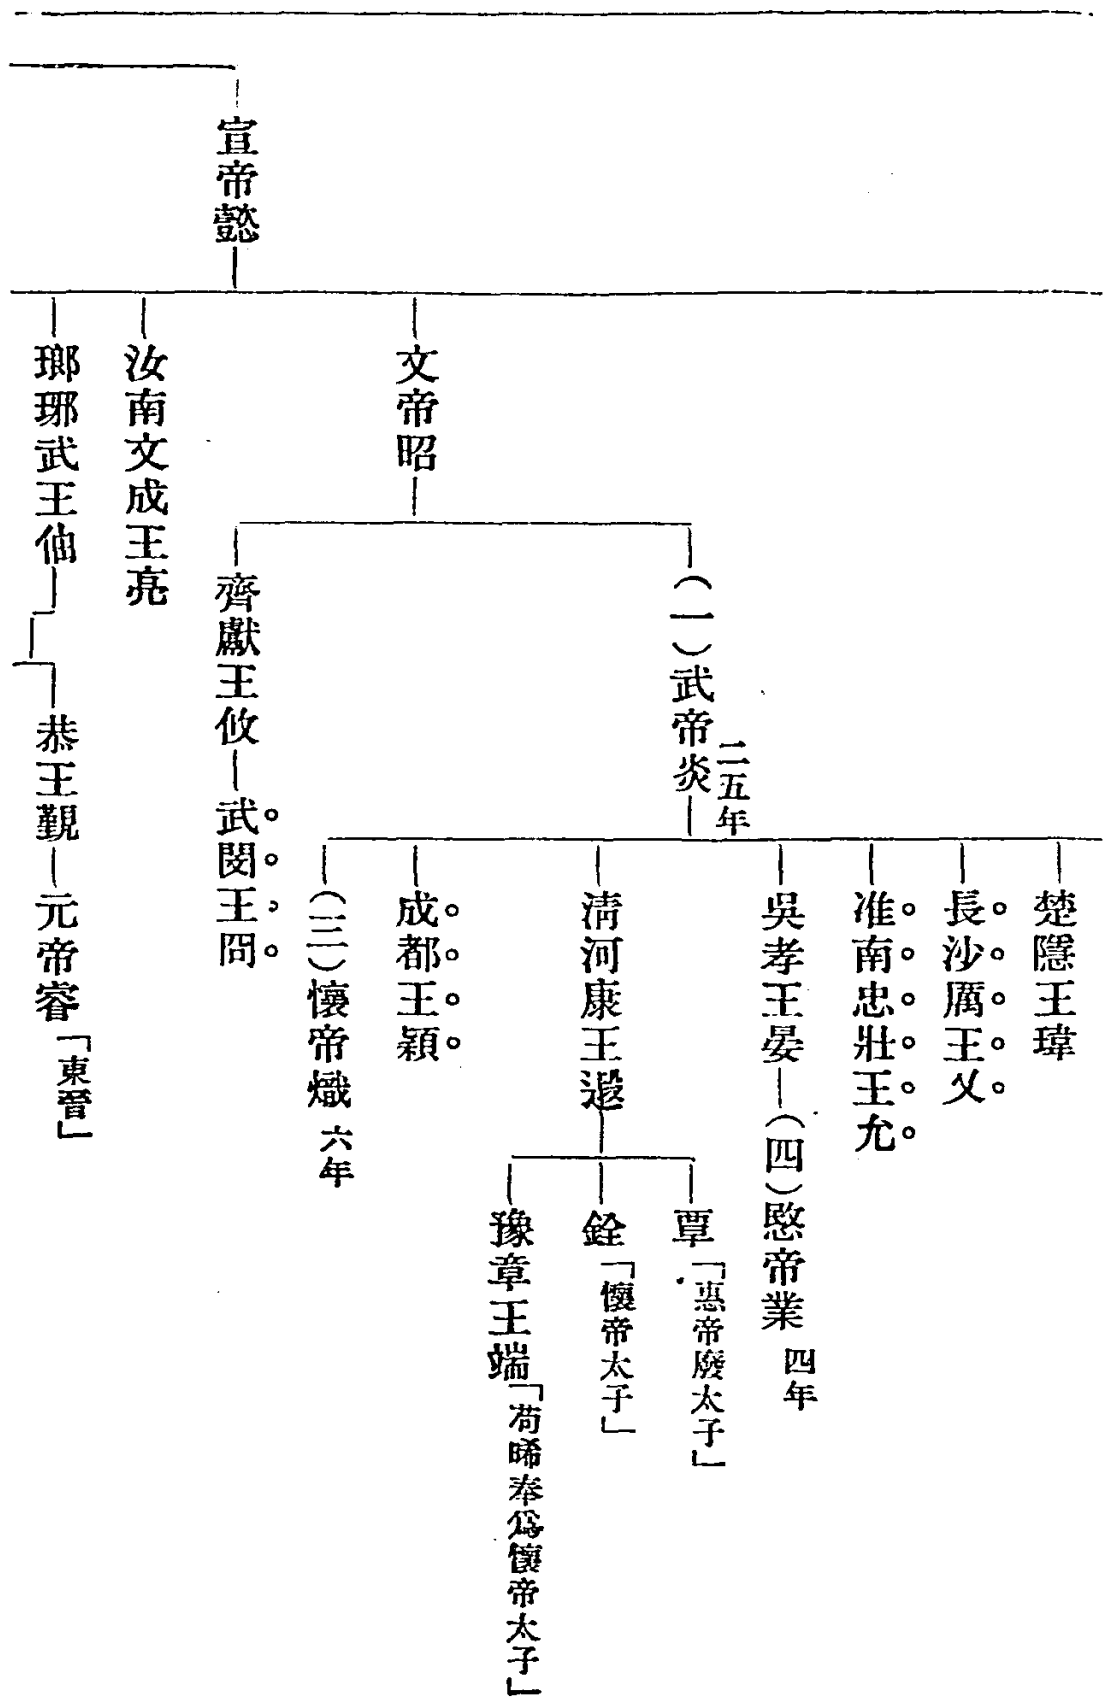 宣帝懿
文帝昭
（一）武帝炎
二五年
楚隱王瑋
長沙厲王乂
淮南忠壯王允
吳孝王晏
（四）愍帝業
四年
清河康王遐
覃
「惠帝廢太子」
銓
「懷帝太子」
豫章王端
「苟晞奉爲懷帝太子」
成都王穎
（三）懷帝熾
六年
齊獻王攸
武閔王冏
汝南文成王亮
瑯琊武王伷
恭王覲
元帝睿
「東晉」